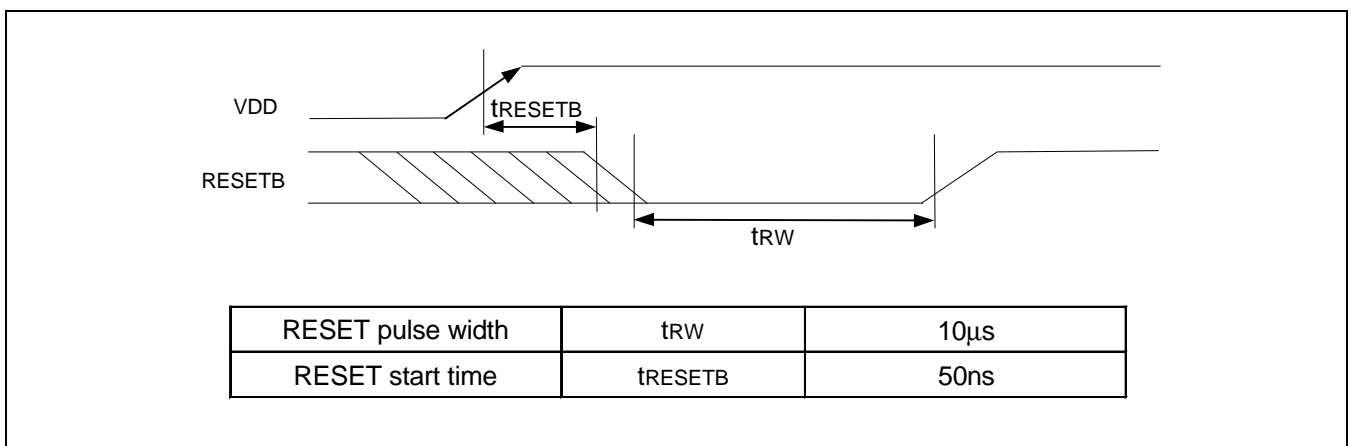 VDD
tRESETB
RESETB
tRW
RESET pulse width tRW 10µs
RESET start time tRESETB 50ns